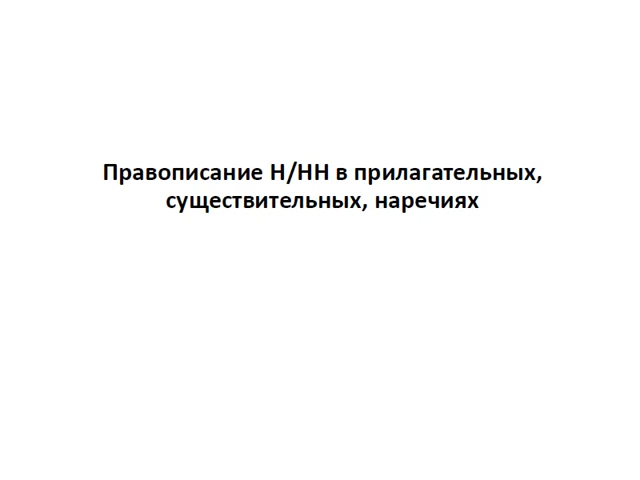 Правописание Н/НН в прилагательных,
существительных, наречиях